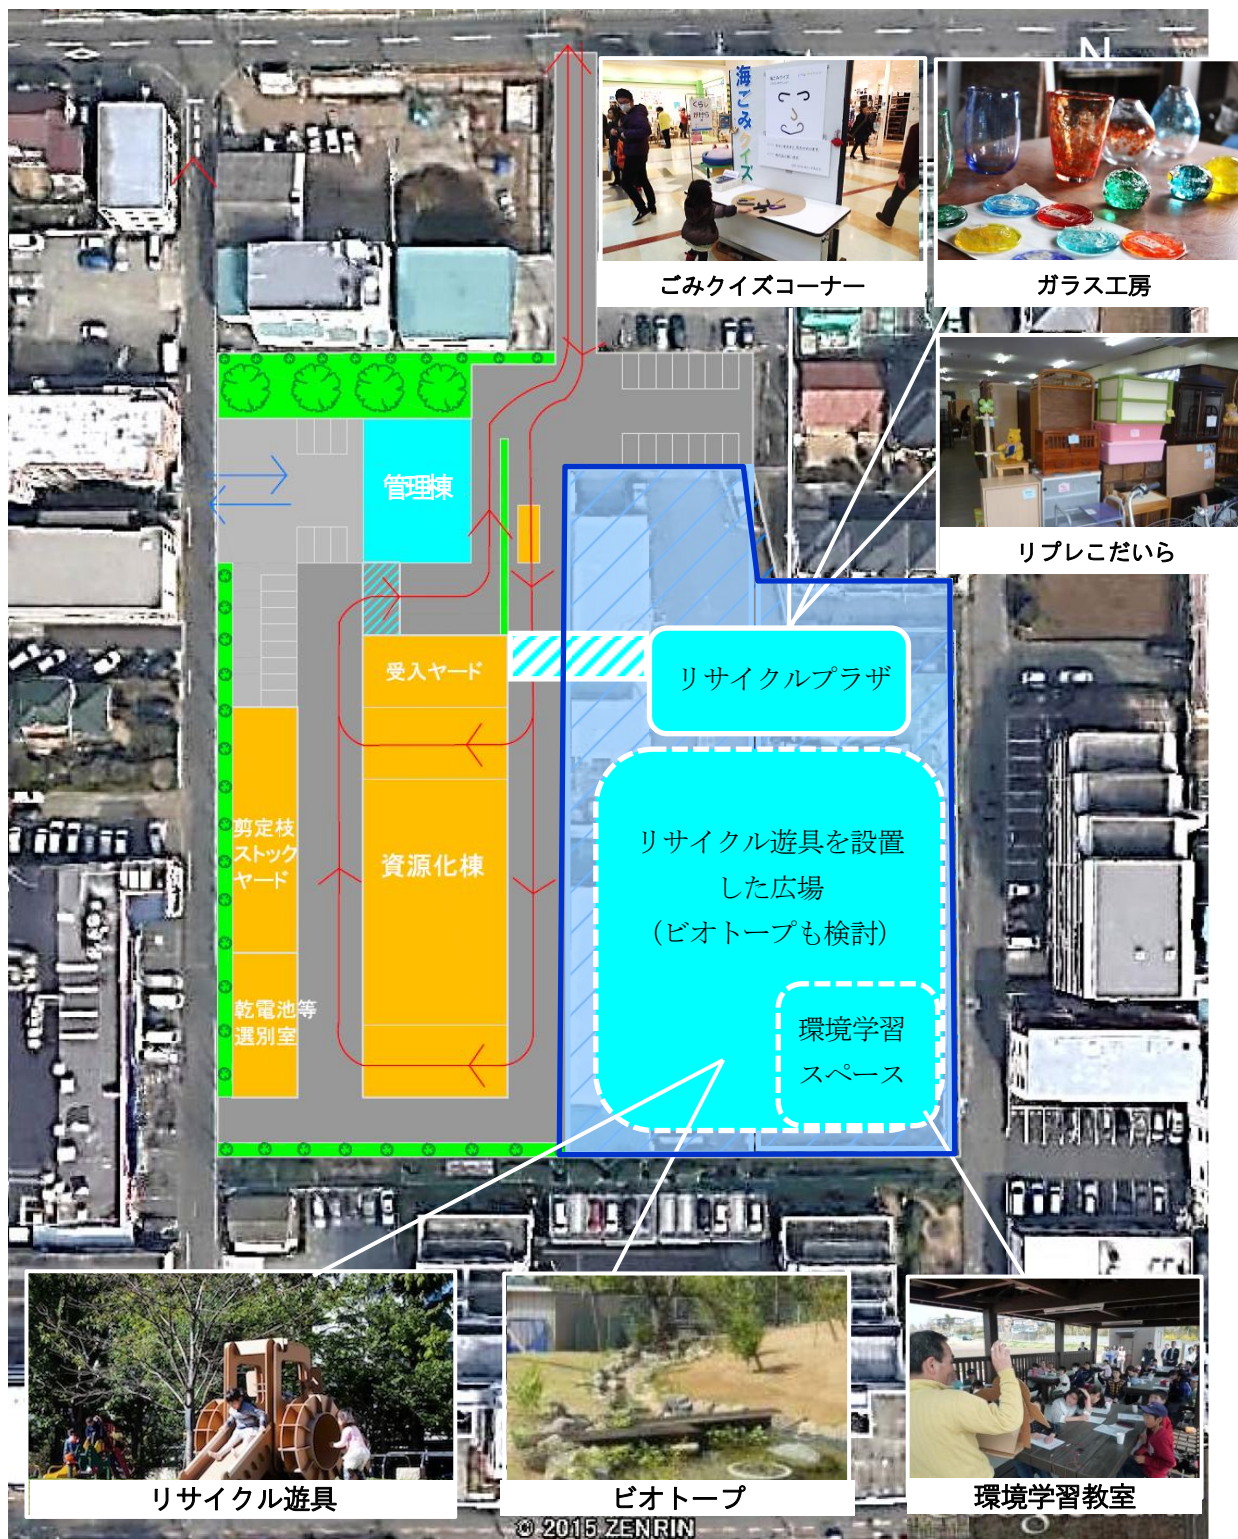 N
海ごみクイズ
ごみクイズコーナー
ガラス工房
リプレこだいら
管理棟
受入ヤード
リサイクルプラザ
剪定枝
ストック
ヤード
資源化棟
リサイクル遊具を設置
した広場
（ビオトープも検討）
乾電池等
選別室
環境学習
スペース
リサイクル遊具
ビオトープ
環境学習教室
© 2015 ZENRIN